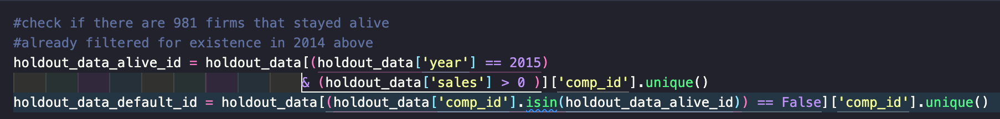 #check if there are 981 firms that stayed alive
#already filtered for existence in 2014 above
holdout_data_alive_id = holdout_data[(holdout_data['year'] == 2015)
& (holdout_data['sales'] > 0 )]['comp_id'].unique()
holdout_data_default_id = holdout_data[(holdout_data['comp_id'].isin(holdout_data_alive_id)) == False]['comp_id'].unique()